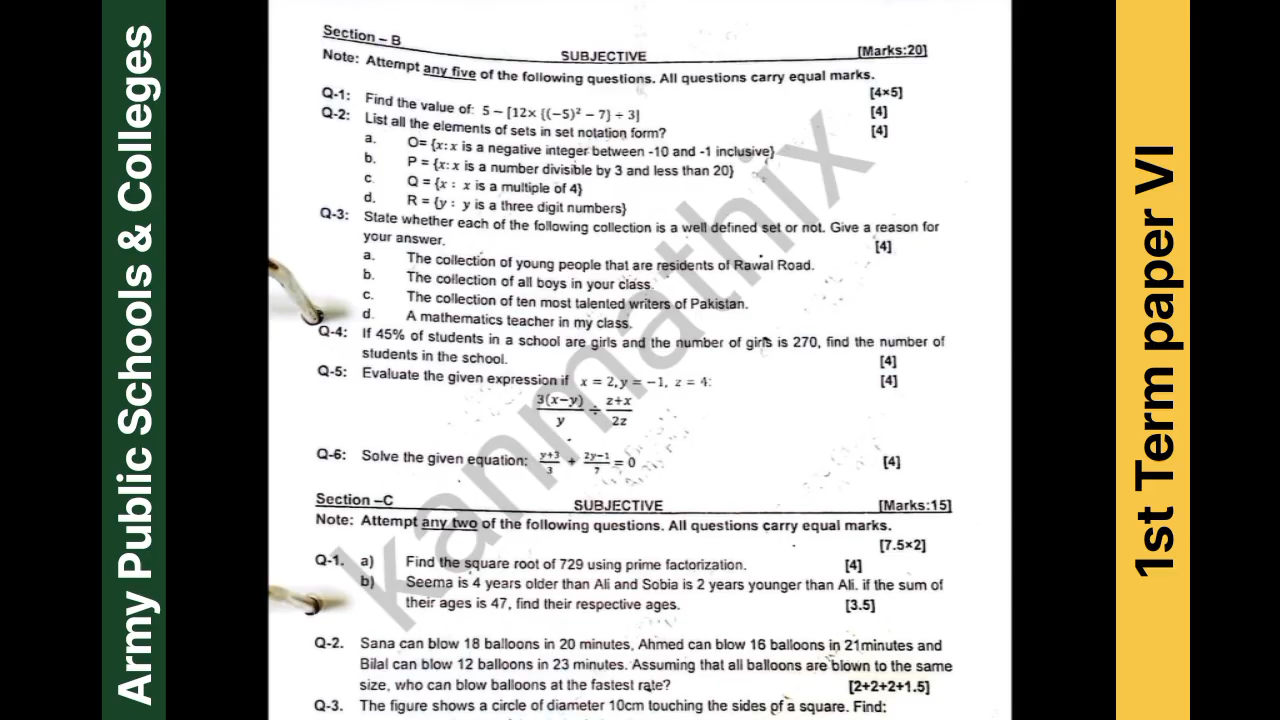 Army Public Schools & Colleges
Section – B
SUBJECTIVE
[Marks:20]
Note: Attempt any five of the following questions. All questions carry equal marks.
[4×5]
Q-1: Find the value of: 5 − [12× {(−5)² − 7} ÷ 3] [4]
Q-2: List all the elements of sets in set notation form? [4]
a. O= {x: x is a negative integer between -10 and -1 inclusive}
b. P = {x: x is a number divisible by 3 and less than 20}
c. Q = {x : x is a multiple of 4}
d. R = {y : y is a three digit numbers}
Q-3: State whether each of the following collection is a well defined set or not. Give a reason for
your answer. [4]
a. The collection of young people that are residents of Rawal Road.
b. The collection of all boys in your class.
c. The collection of ten most talented writers of Pakistan.
d. A mathematics teacher in my class.
Q-4: If 45% of students in a school are girls and the number of girls is 270, find the number of
students in the school. [4]
Q-5: Evaluate the given expression if x = 2, y = −1, z = 4: [4]
3(x−y)/y ÷ z+x/2z
Q-6: Solve the given equation: y+3/3 + 2y−1/7 = 0 [4]
Section –C
SUBJECTIVE
[Marks:15]
Note: Attempt any two of the following questions. All questions carry equal marks.
[7.5×2]
Q-1. a) Find the square root of 729 using prime factorization. [4]
b) Seema is 4 years older than Ali and Sobia is 2 years younger than Ali. if the sum of
their ages is 47, find their respective ages. [3.5]
Q-2. Sana can blow 18 balloons in 20 minutes, Ahmed can blow 16 balloons in 21minutes and
Bilal can blow 12 balloons in 23 minutes. Assuming that all balloons are blown to the same
size, who can blow balloons at the fastest rate? [2+2+2+1.5]
Q-3. The figure shows a circle of diameter 10cm touching the sides of a square. Find:
kanmathix
1st Term paper VI